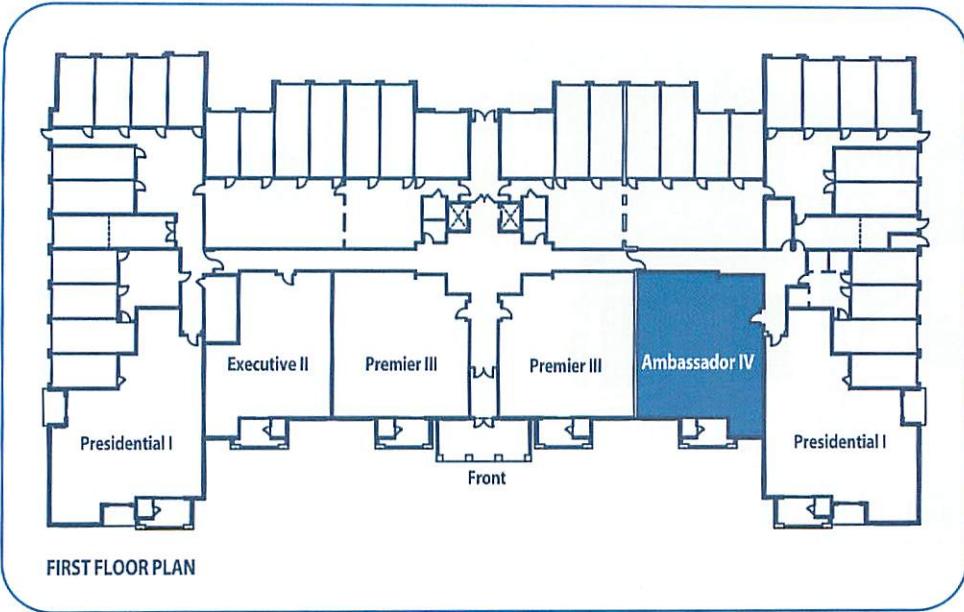 Executive II
Premier III
Premier III
Ambassador IV
Presidential I
Presidential I
Front
FIRST FLOOR PLAN